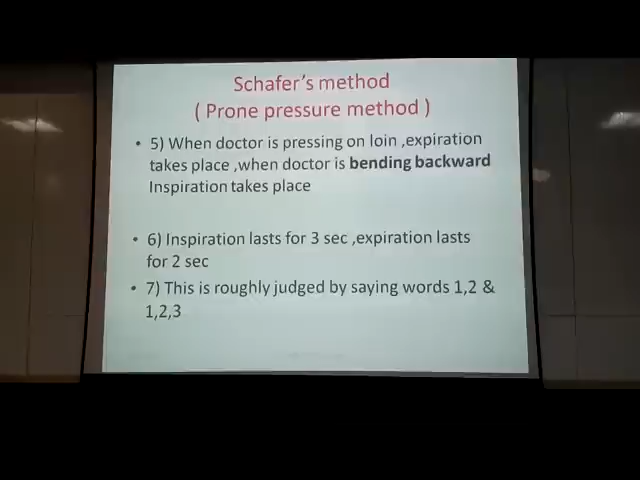 Schafer's method
( Prone pressure method )
• 5) When doctor is pressing on loin ,expiration
takes place ,when doctor is bending backward
Inspiration takes place
• 6) Inspiration lasts for 3 sec ,expiration lasts
for 2 sec
• 7) This is roughly judged by saying words 1,2 &
1,2,3